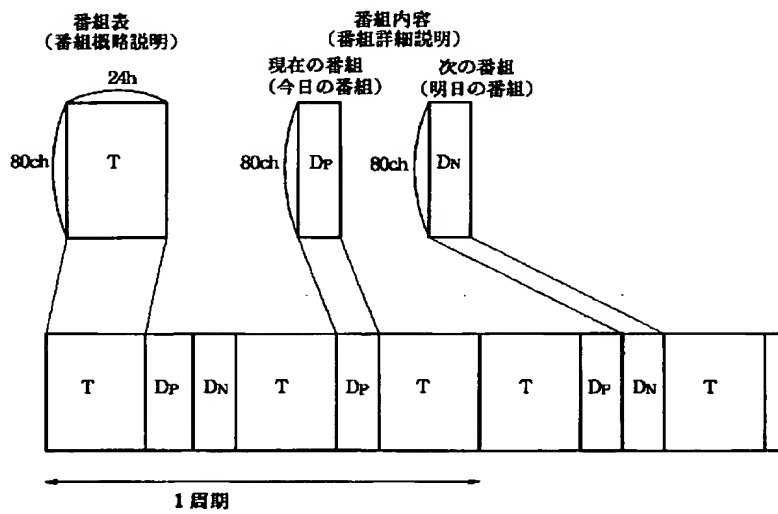 番組表
(番組概略説明)
24h
80ch
T
番組内容
(番組詳細説明)
現在の番組
(今日の番組)
80ch
DP
次の番組
(明日の番組)
80ch
DN
T
DP
DN
T
DP
T
T
DP
DN
T
1周期